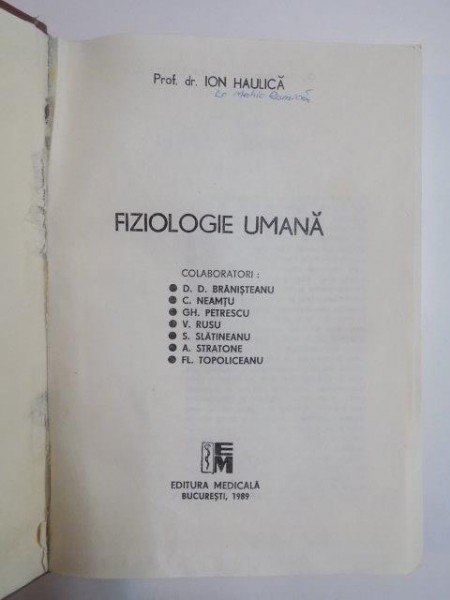 Prof. dr. ION HAULICĂ
FIZIOLOGIE UMANĂ
COLABORATORI :
● D. D. BRĂNIȘTEANU
● C. NEAMȚU
● GH. PETRESCU
● V. RUSU
● S. SLĂTINEANU
● A. STRATONE
● FL. TOPOLICEANU
EM
EDITURA MEDICALĂ
BUCUREȘTI, 1989